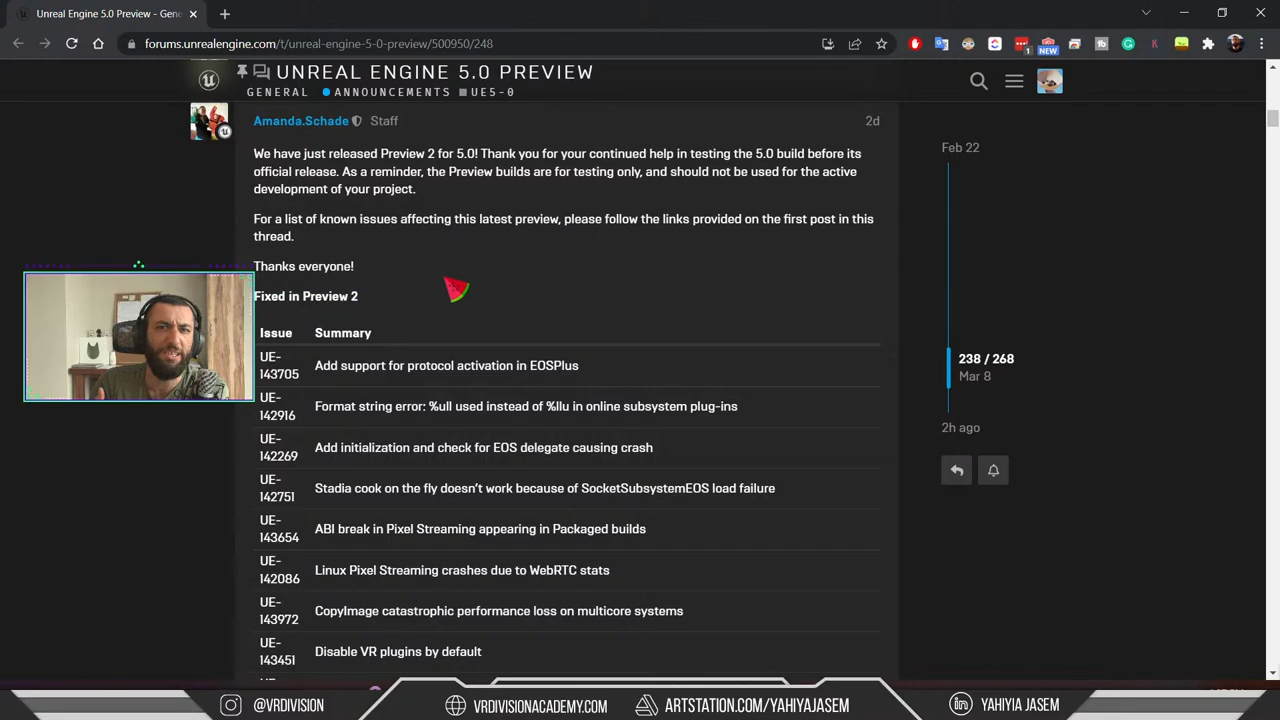 Unreal Engine 5.0 Preview - Gene
forums.unrealengine.com/t/unreal-engine-5-0-preview/500950/248
1
NEW
K
UNREAL ENGINE 5.0 PREVIEW
GENERAL ANNOUNCEMENTS UE5-0
Amanda.Schade Staff 2d
We have just released Preview 2 for 5.0! Thank you for your continued help in testing the 5.0 build before its
official release. As a reminder, the Preview builds are for testing only, and should not be used for the active
development of your project.
For a list of known issues affecting this latest preview, please follow the links provided on the first post in this
thread.
Thanks everyone!
Fixed in Preview 2
Issue Summary
UE-
143705 Add support for protocol activation in EOSPlus
UE-
142916 Format string error: %ull used instead of %llu in online subsystem plug-ins
UE-
142269 Add initialization and check for EOS delegate causing crash
UE-
142751 Stadia cook on the fly doesn't work because of SocketSubsystemEOS load failure
UE-
143654 ABI break in Pixel Streaming appearing in Packaged builds
UE-
142086 Linux Pixel Streaming crashes due to WebRTC stats
UE-
143972 CopyImage catastrophic performance loss on multicore systems
UE-
143451 Disable VR plugins by default
Feb 22
238 / 268
Mar 8
2h ago
@VRDIVISION
VRDIVISIONACADEMY.COM
ARTSTATION.COM/YAHIYAJASEM
YAHIYIA JASEM